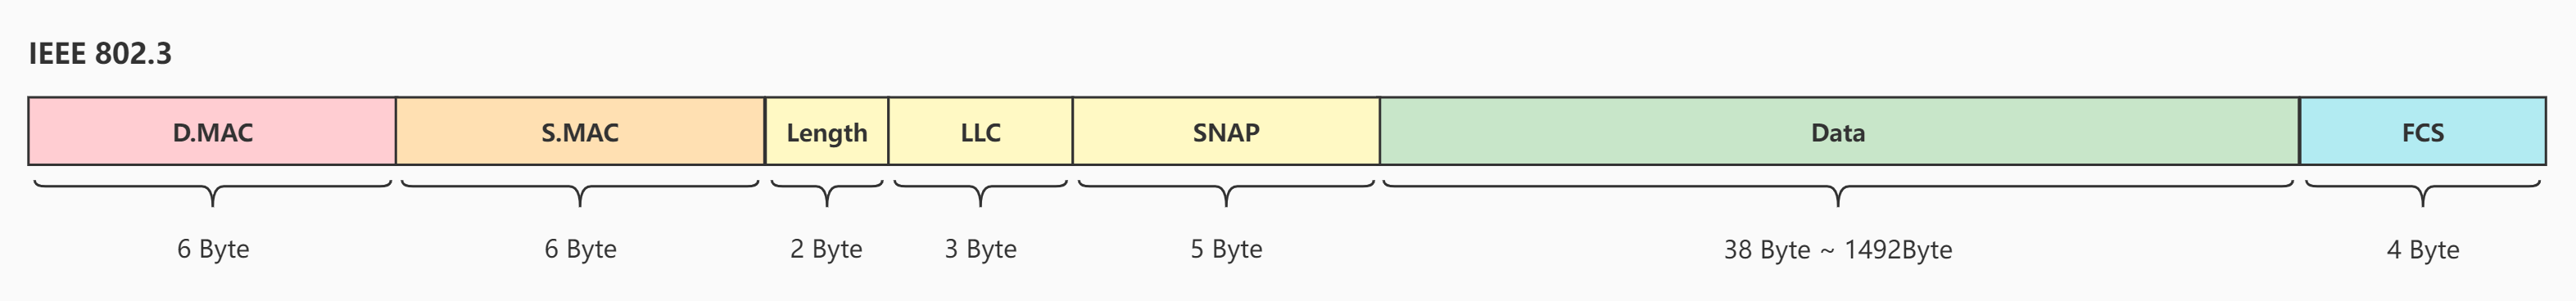 IEEE 802.3
D.MAC S.MAC Length LLC SNAP Data FCS
6 Byte 6 Byte 2 Byte 3 Byte 5 Byte 38 Byte ~ 1492Byte 4 Byte